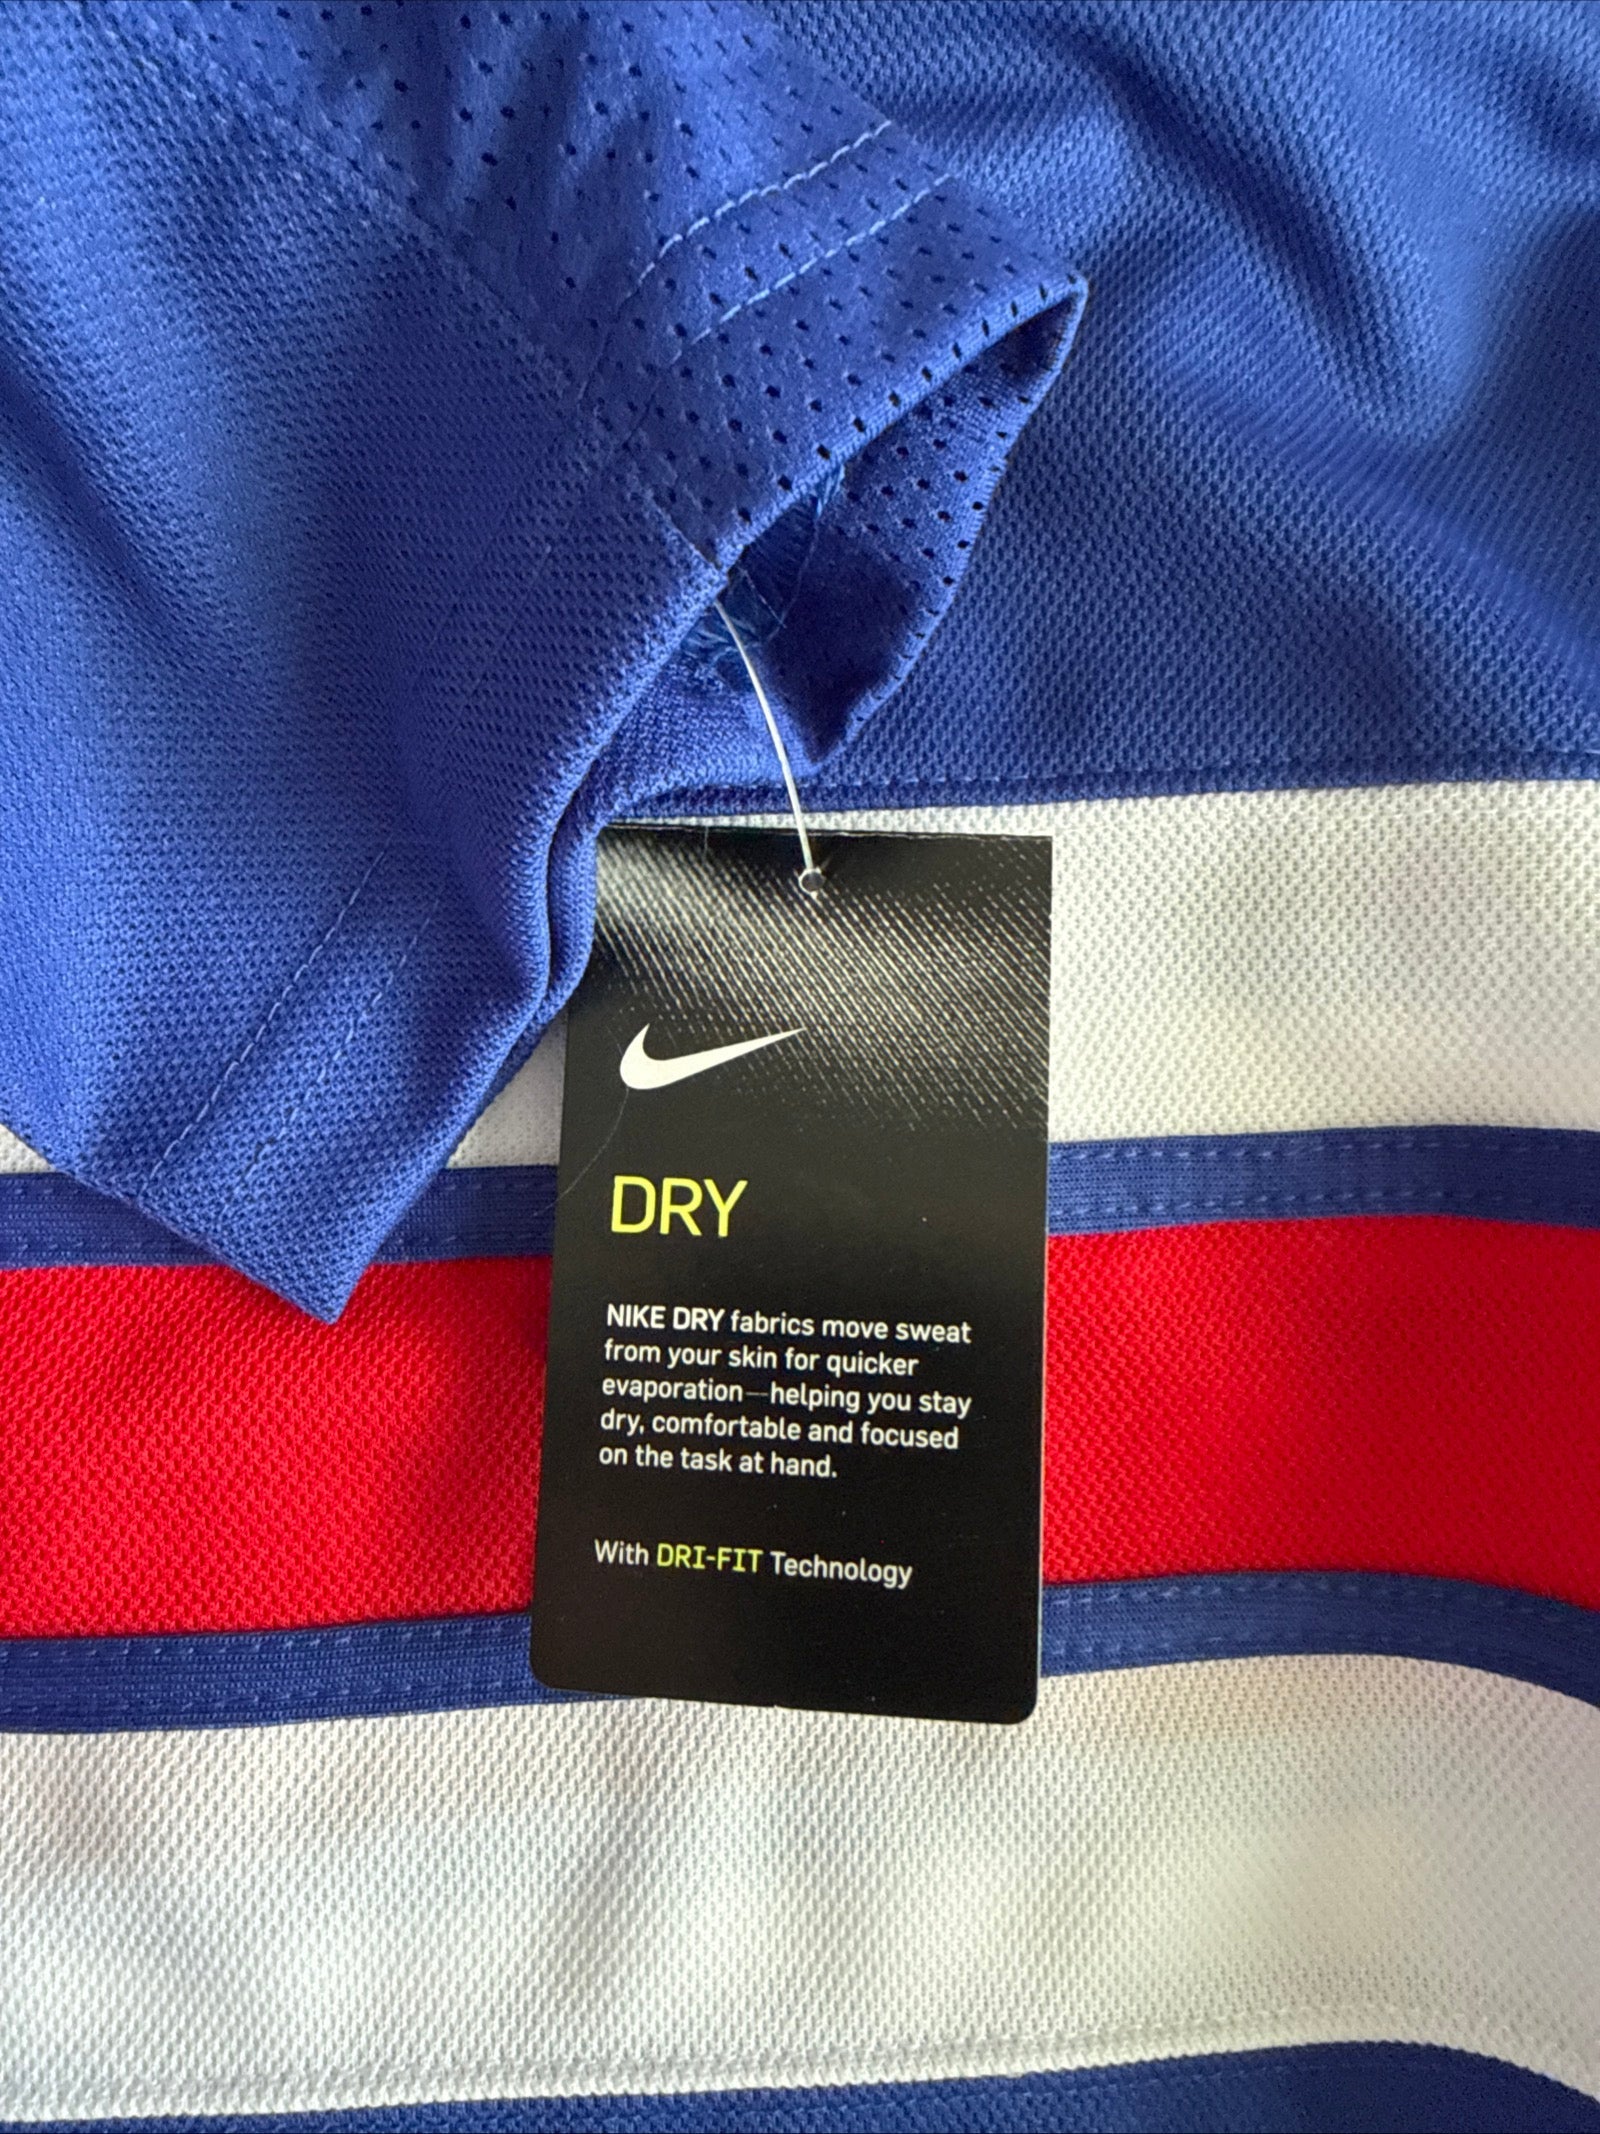 DRY
NIKE DRY fabrics move sweat
from your skin for quicker
evaporation—helping you stay
dry, comfortable and focused
on the task at hand.
With DRI-FIT Technology